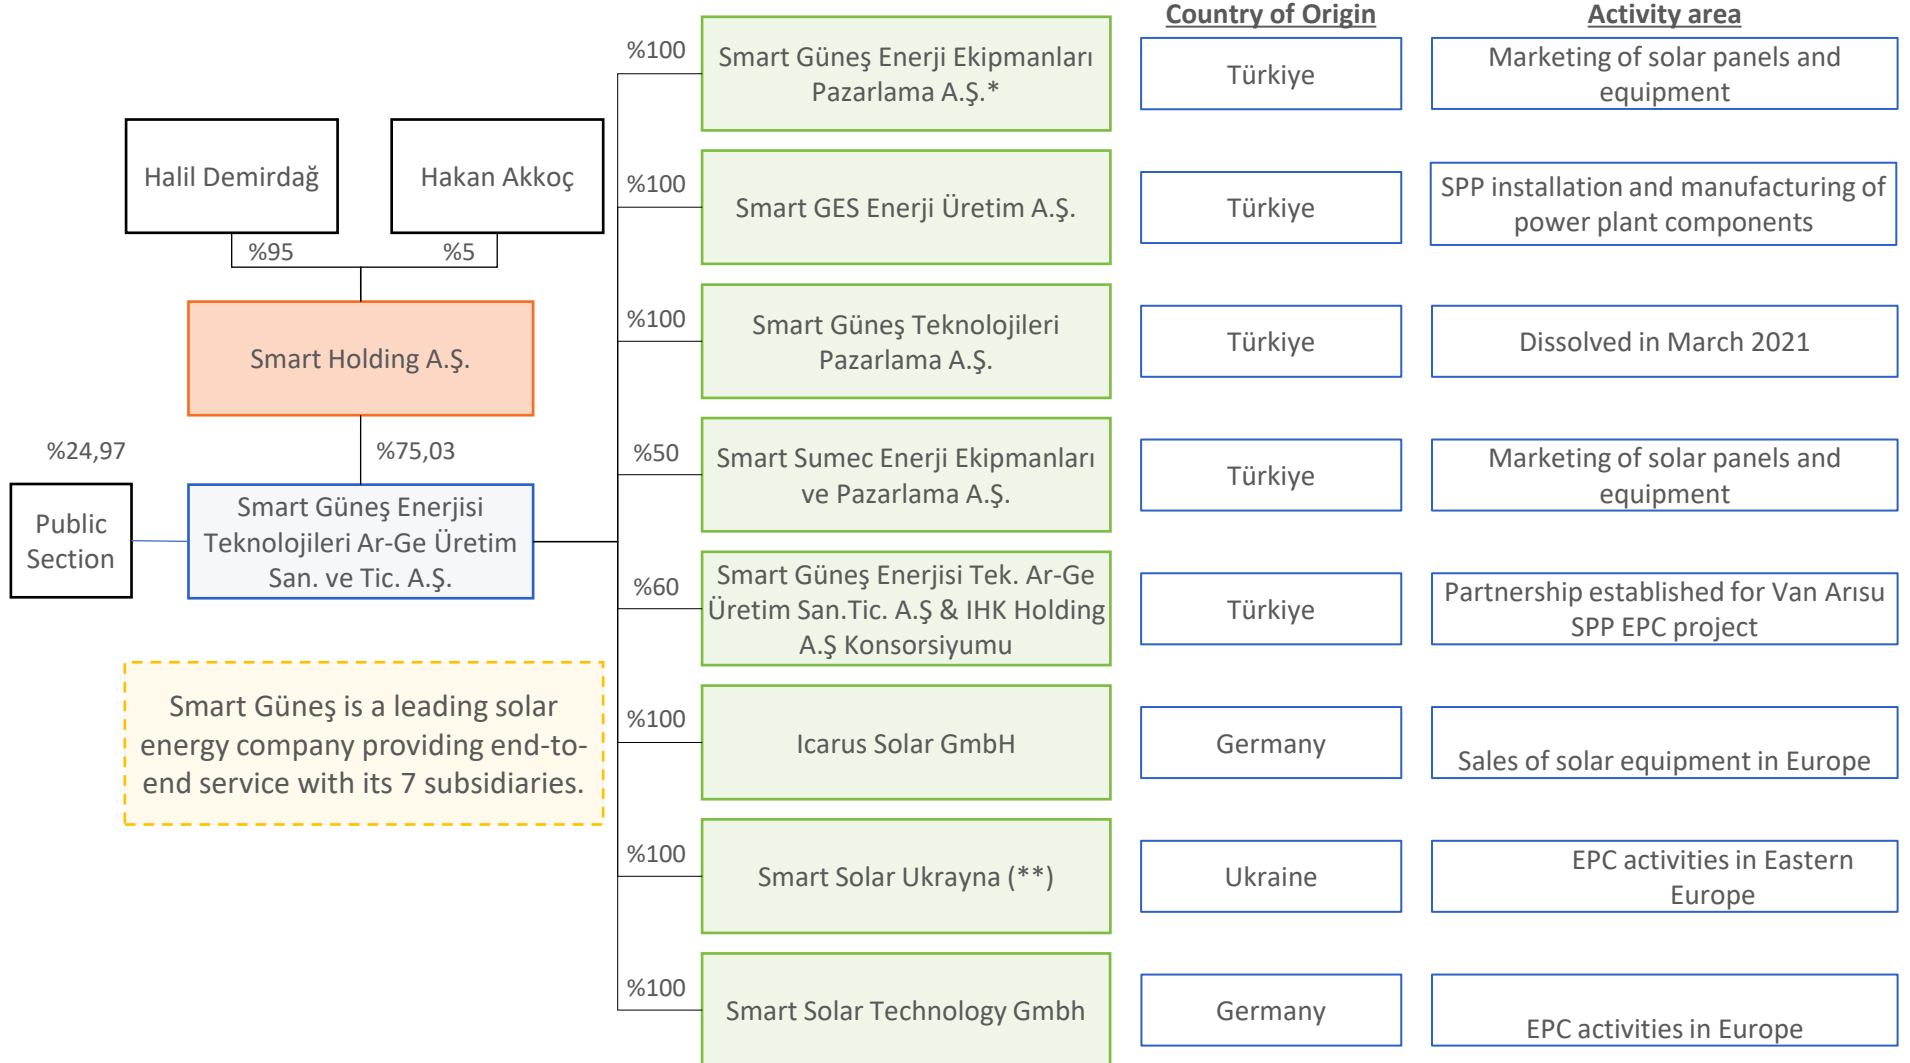 Country of Origin
Activity area
%100
Smart Güneş Enerji Ekipmanları
Pazarlama A.Ş.*
Türkiye
Marketing of solar panels and
equipment
Halil Demirdağ
Hakan Akkoç
%95
%5
%100
Smart GES Enerji Üretim A.Ş.
Türkiye
SPP installation and manufacturing of
power plant components
Smart Holding A.Ş.
%100
Smart Güneş Teknolojileri
Pazarlama A.Ş.
Türkiye
Dissolved in March 2021
%24,97
%75,03
%50
Smart Sumec Enerji Ekipmanları
ve Pazarlama A.Ş.
Türkiye
Marketing of solar panels and
equipment
Public
Section
Smart Güneş Enerjisi
Teknolojileri Ar-Ge Üretim
San. ve Tic. A.Ş.
%60
Smart Güneş Enerjisi Tek. Ar-Ge
Üretim San.Tic. A.Ş & IHK Holding
A.Ş Konsorsiyumu
Türkiye
Partnership established for Van Arısu
SPP EPC project
Smart Güneş is a leading solar
energy company providing end-to-
end service with its 7 subsidiaries.
%100
Icarus Solar GmbH
Germany
Sales of solar equipment in Europe
%100
Smart Solar Ukrayna (**)
Ukraine
EPC activities in Eastern
Europe
%100
Smart Solar Technology Gmbh
Germany
EPC activities in Europe